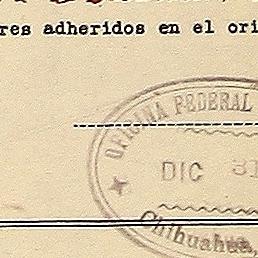 res adheridos en el ori
OFICINA FEDERAL
DIC 31
Chihuahua,